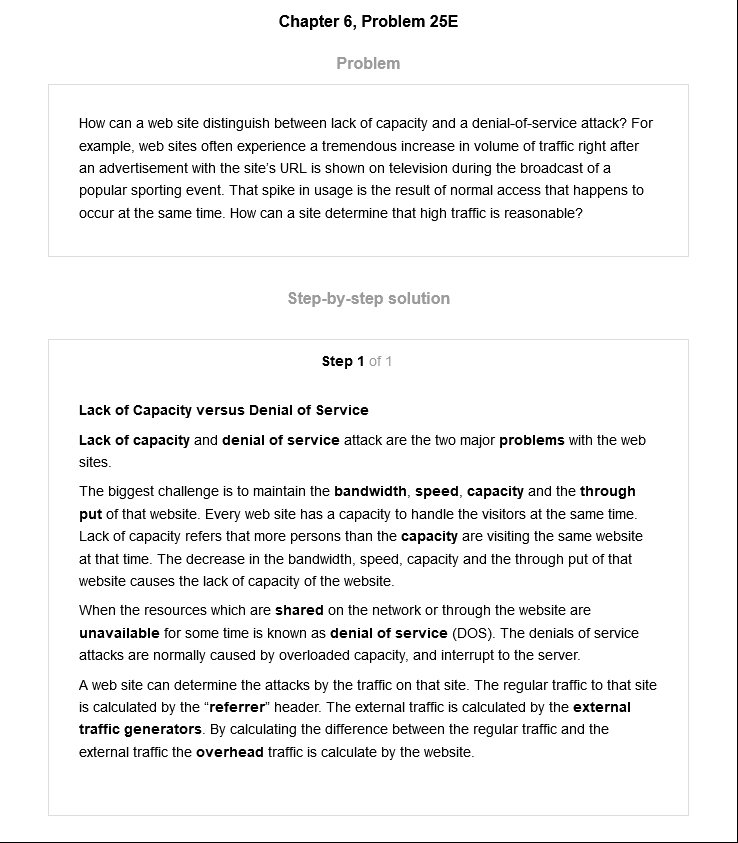 Chapter 6, Problem 25E
Problem
How can a web site distinguish between lack of capacity and a denial-of-service attack? For
example, web sites often experience a tremendous increase in volume of traffic right after
an advertisement with the site's URL is shown on television during the broadcast of a
popular sporting event. That spike in usage is the result of normal access that happens to
occur at the same time. How can a site determine that high traffic is reasonable?
Step-by-step solution
Step 1 of 1
Lack of Capacity versus Denial of Service
Lack of capacity and denial of service attack are the two major problems with the web
sites.
The biggest challenge is to maintain the bandwidth, speed, capacity and the through
put of that website. Every web site has a capacity to handle the visitors at the same time.
Lack of capacity refers that more persons than the capacity are visiting the same website
at that time. The decrease in the bandwidth, speed, capacity and the through put of that
website causes the lack of capacity of the website.
When the resources which are shared on the network or through the website are
unavailable for some time is known as denial of service (DOS). The denials of service
attacks are normally caused by overloaded capacity, and interrupt to the server.
A web site can determine the attacks by the traffic on that site. The regular traffic to that site
is calculated by the “referrer” header. The external traffic is calculated by the external
traffic generators. By calculating the difference between the regular traffic and the
external traffic the overhead traffic is calculate by the website.